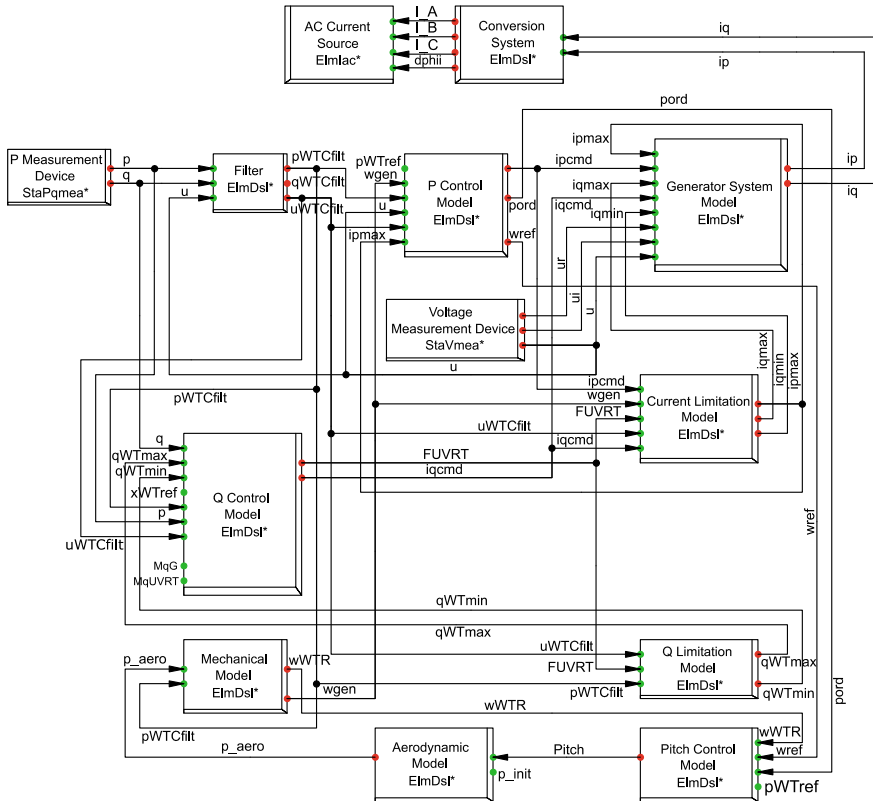 I_A
I_B
I_C
dphii
AC Current
Source
ElmIac*
Conversion
System
ElmDsl*
iq
ip
pord
P Measurement
Device
StaPqmea*
p
q
u
Filter
ElmDsl*
pWTCfilt
qWTCfilt
uWTCfilt
pWTref
wgen
u
ipmax
P Control
Model
ElmDsl*
ipcmd
pord
wref
ipmax
iqmax
iqcmd
iqmin
ur
ui
u
Generator System
Model
ElmDsl*
ip
iq
Voltage
Measurement Device
StaVmea*
u
pWTCfilt
ipcmd
wgen
FUVRT
uWTCfilt
iqcmd
Current Limitation
Model
ElmDsl*
iqmax
iqmin
ipmax
q
qWTmax
qWTmin
xWTref
p
uWTCfilt
MqG
MqUVRT
Q Control
Model
ElmDsl*
FUVRT
iqcmd
wref
qWTmin
qWTmax
uWTCfilt
FUVRT
pWTCfilt
Q Limitation
Model
ElmDsl*
qWTmax
qWTmin
pord
p_aero
pWTCfilt
Mechanical
Model
ElmDsl*
wWTR
wgen
wWTR
p_aero
Aerodynamic
Model
ElmDsl*
Pitch
p_init
Pitch Control
Model
ElmDsl*
wWTR
wref
pWTref